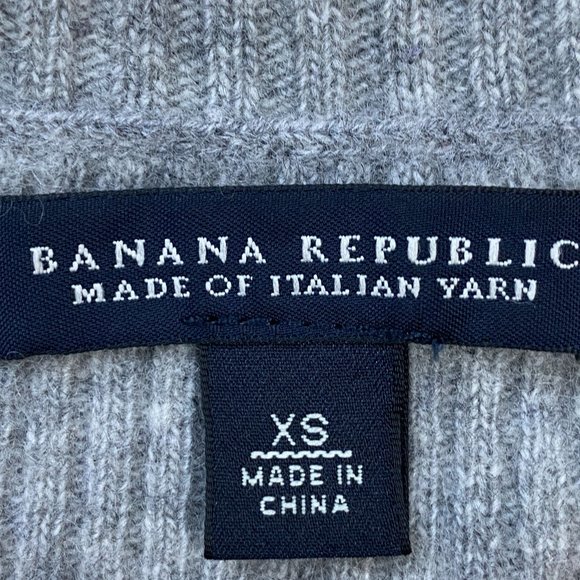 BANANA REPUBLIC
MADE OF ITALIAN YARN
XS
MADE IN
CHINA